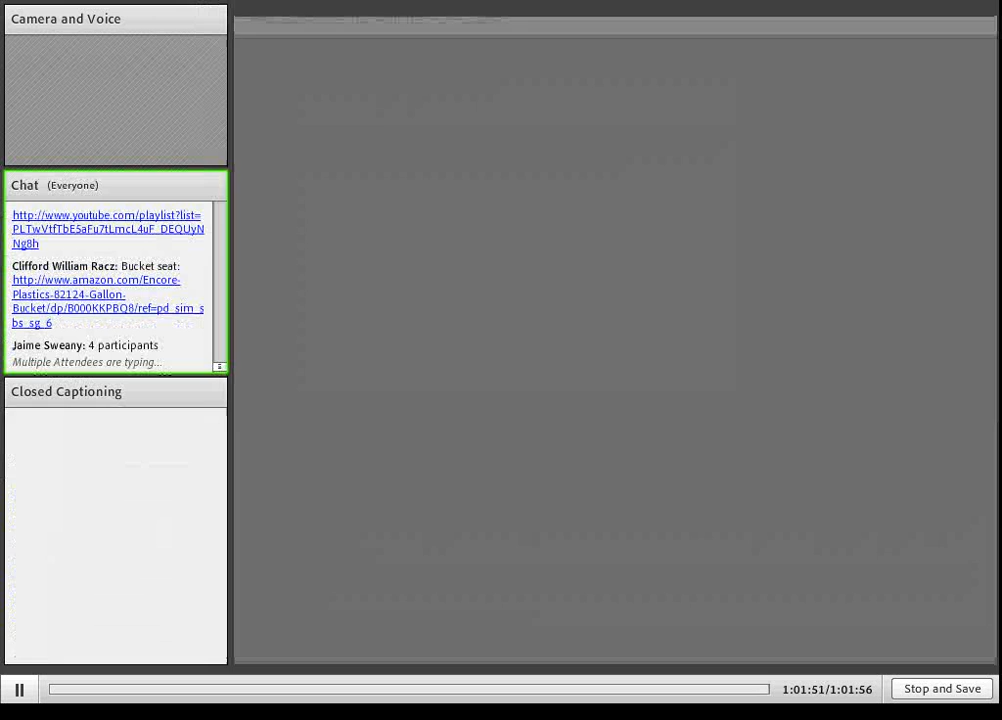 Camera and Voice
Chat (Everyone)
http://www.youtube.com/playlist?list=
PLTwVtfTbE5aFu7tLmcL4uF_DEQUyN
Ng8h
Clifford William Racz: Bucket seat:
http://www.amazon.com/Encore-
Plastics-82124-Gallon-
Bucket/dp/B000KKPBQ8/ref=pd_sim_s
bs_sg_6
Jaime Sweany: 4 participants
Multiple Attendees are typing...
Closed Captioning
1:01:51/1:01:56
Stop and Save